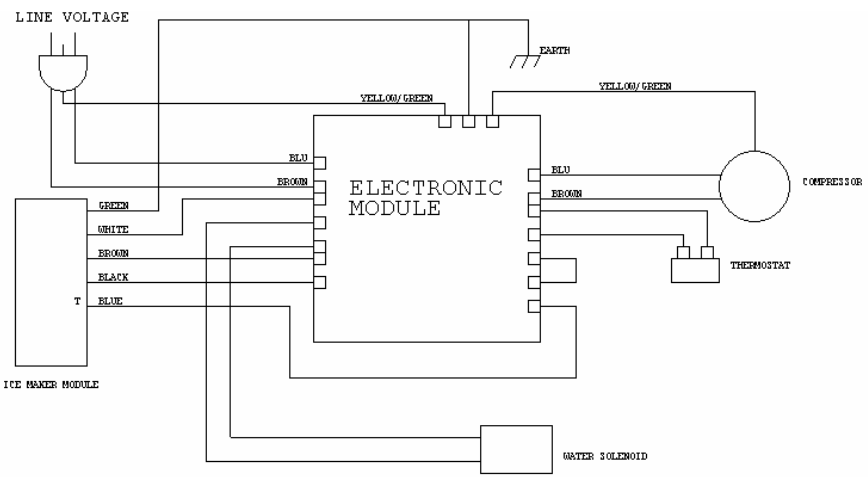 LINE VOLTAGE
EARTH
YELLOW/GREEN
YELLOW/GREEN
BLU
BROWN
ELECTRONIC
MODULE
BLU
BROWN
COMPRESSOR
GREEN
WHITE
BROWN
BLACK
T BLUE
THERMOSTAT
ICE MAKER MODULE
WATER SOLENOID